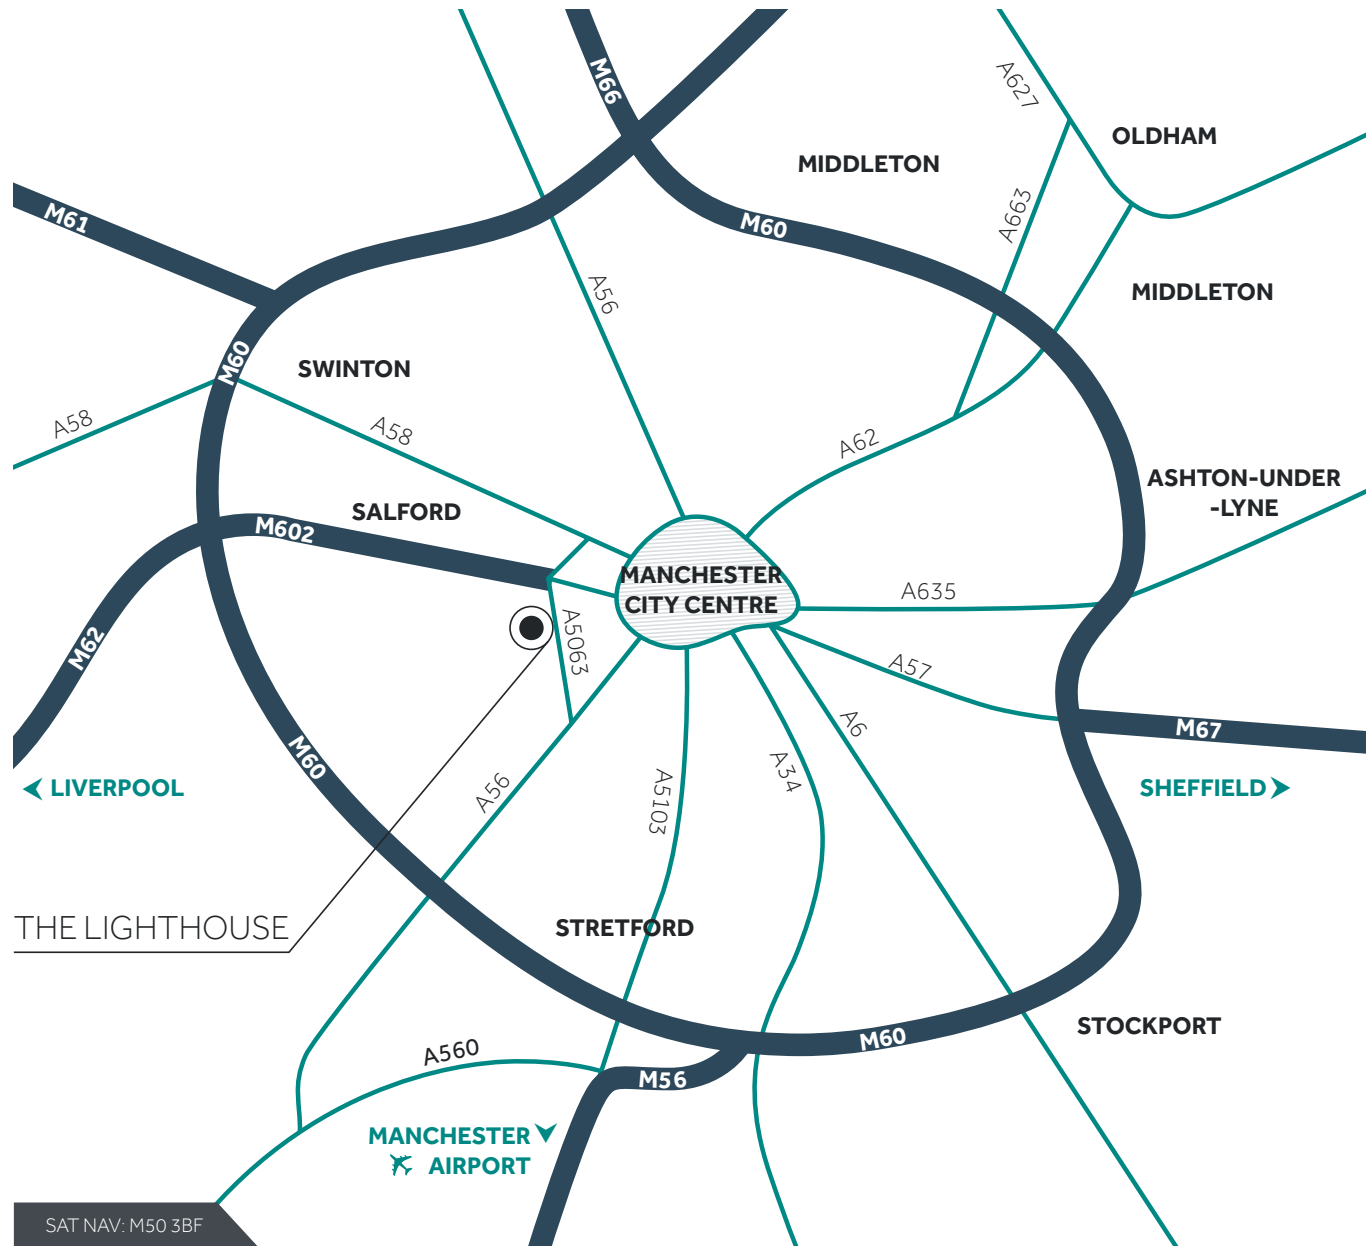 M66
A627
OLDHAM
MIDDLETON
A663
M61
M60
A56
MIDDLETON
M60
SWINTON
A58
A58
A62
ASHTON-UNDER
-LYNE
SALFORD
M602
MANCHESTER
CITY CENTRE
A635
M62
A5063
A57
A6
M67
M60
LIVERPOOL
A56
A5103
A34
SHEFFIELD
THE LIGHTHOUSE
STRETFORD
STOCKPORT
M60
A560
M56
MANCHESTER
AIRPORT
SAT NAV: M50 3BF